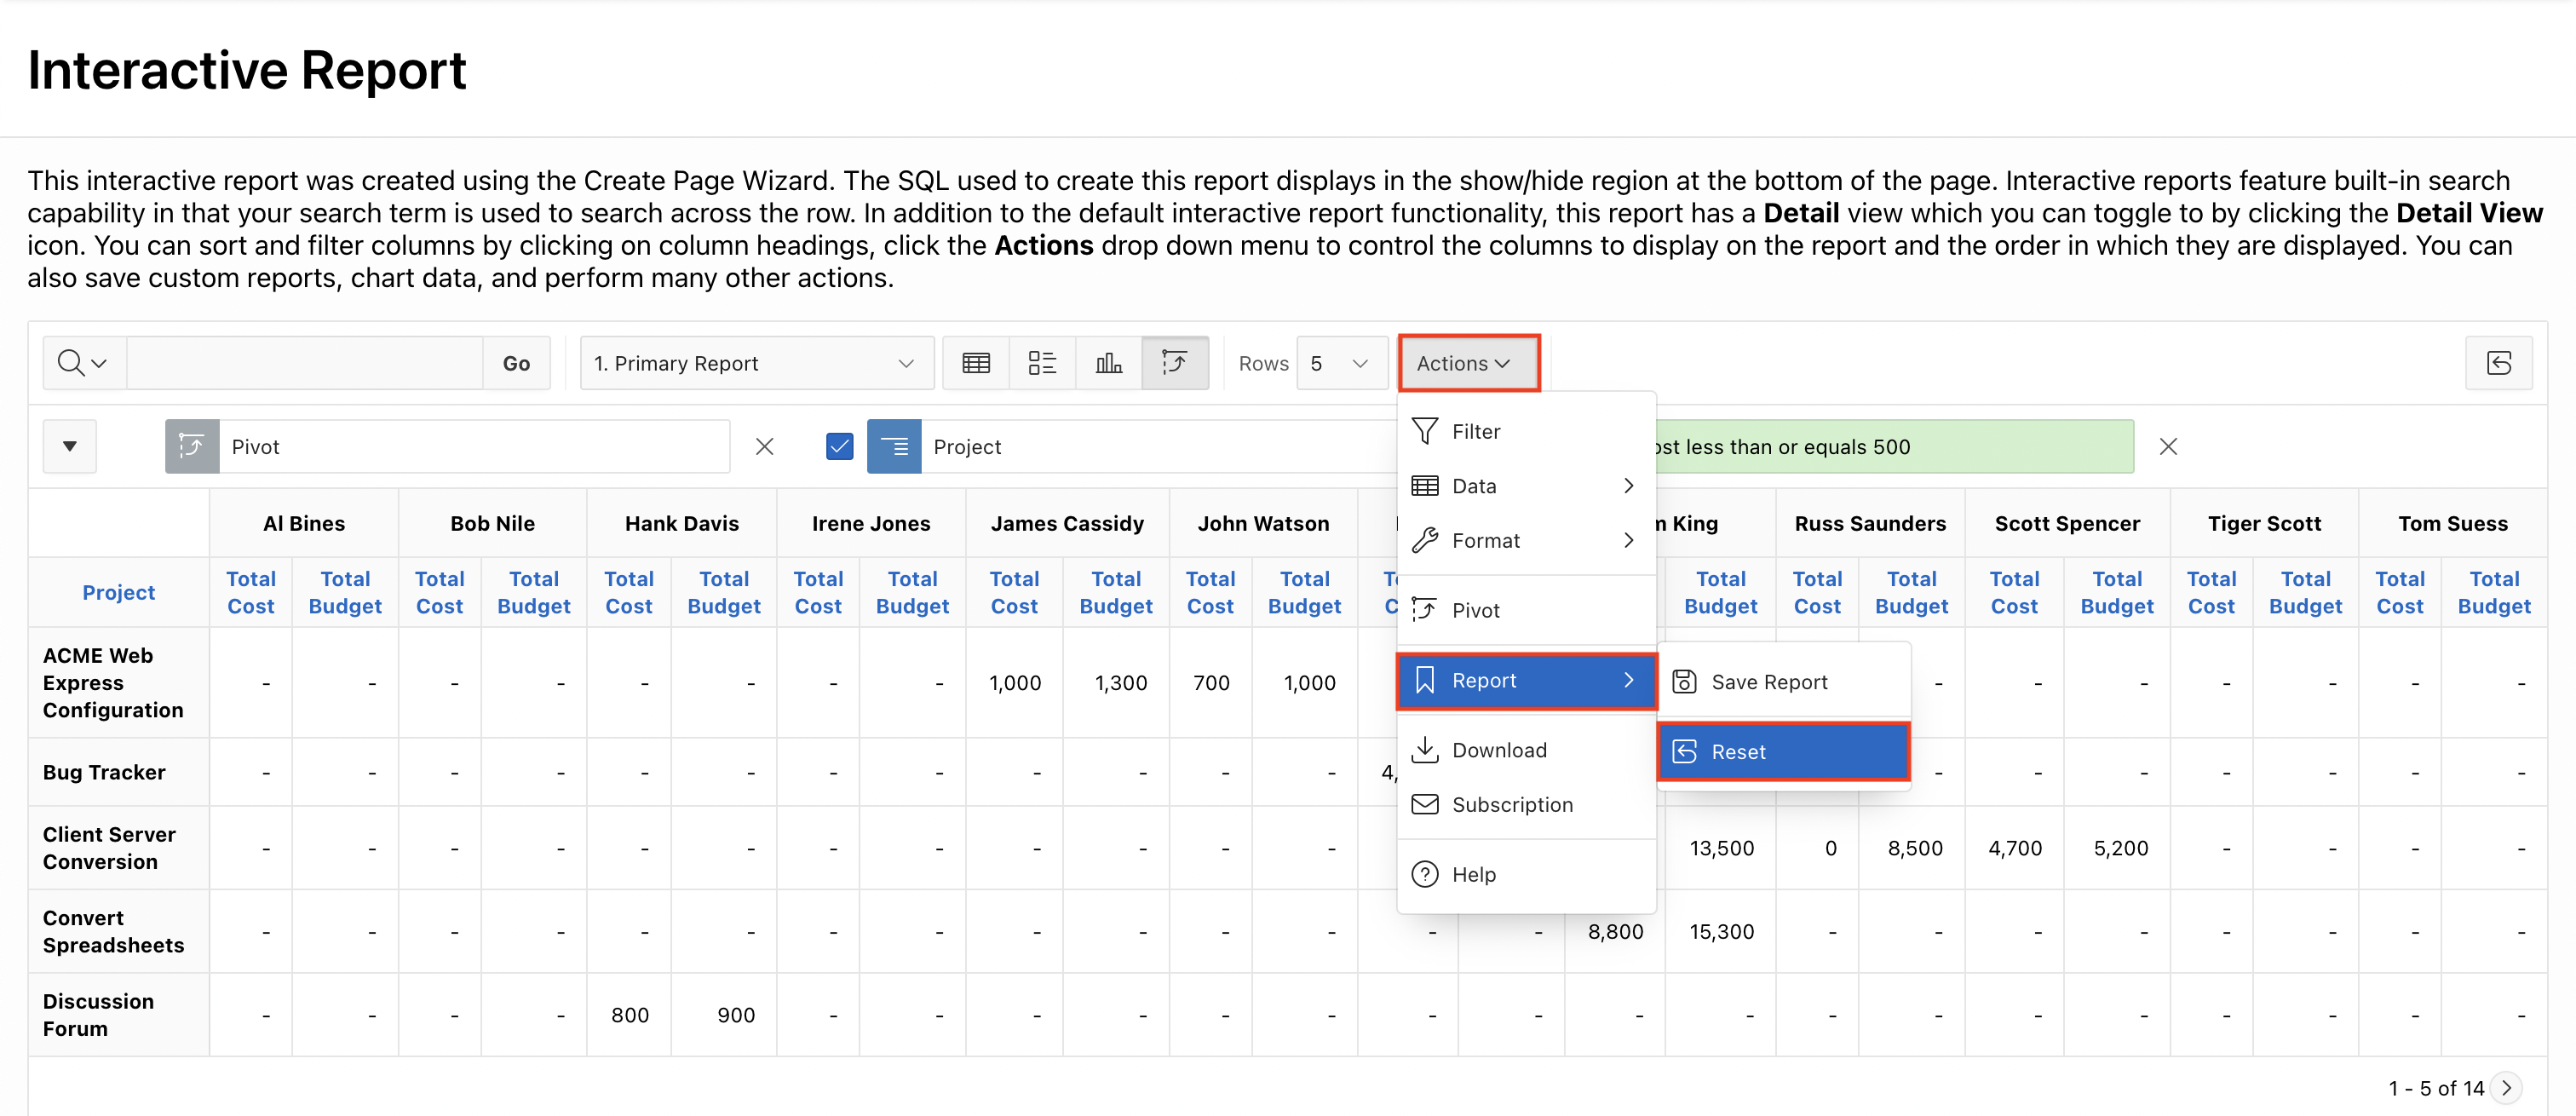 Interactive Report
This interactive report was created using the Create Page Wizard. The SQL used to create this report displays in the show/hide region at the bottom of the page. Interactive reports feature built-in search
capability in that your search term is used to search across the row. In addition to the default interactive report functionality, this report has a Detail view which you can toggle to by clicking the Detail View
icon. You can sort and filter columns by clicking on column headings, click the Actions drop down menu to control the columns to display on the report and the order in which they are displayed. You can
also save custom reports, chart data, and perform many other actions.
Go 1. Primary Report Rows 5 Actions
Pivot Project less than or equals 500
Al Bines Bob Nile Hank Davis Irene Jones James Cassidy John Watson King Russ Saunders Scott Spencer Tiger Scott Tom Suess
Project Total Cost Total Budget Total Cost Total Budget Total Cost Total Budget Total Cost Total Budget Total Cost Total Budget Total Cost Total Budget Total Budget Total Cost Total Budget Total Cost Total Budget Total Cost Total Budget Total Cost Total Budget
ACME Web
Express
Configuration
- - - - - - - - 1,000 1,300 700 1,000 - - - - - - -
Bug Tracker - - - - - - - - - - - - 4, - - - - - - -
Client Server
Conversion
- - - - - - - - - - - - 13,500 0 8,500 4,700 5,200 - - - -
Convert
Spreadsheets
- - - - - - - - - - - - - - 8,800 15,300 - - - - - - - -
Discussion
Forum
- - - - 800 900 - - - - - - - - - - - - - - - - - -
Filter
Data
Format
Pivot
Report
Download
Subscription
Help
Save Report
Reset
1 - 5 of 14